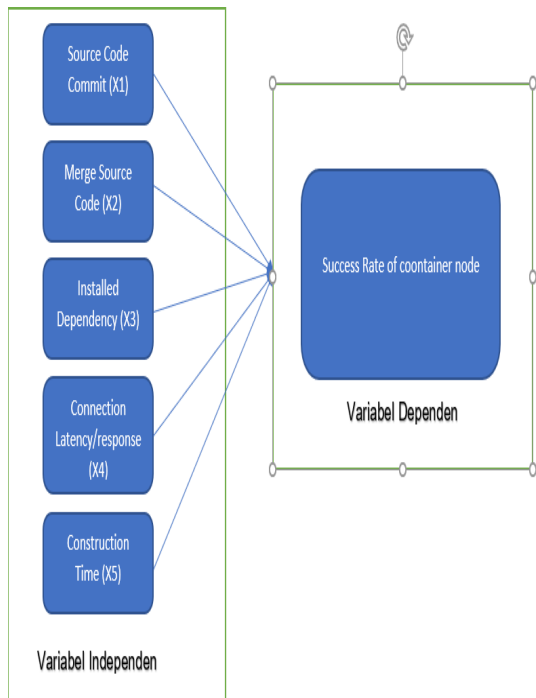 Source Code
Commit (X1)
Merge Source
Code (X2)
Installed
Dependency (X3)
Connection
Latency/response
(X4)
Construction
Time (X5)
Variabel Independen
Success Rate of coontainer node
Variabel Dependen